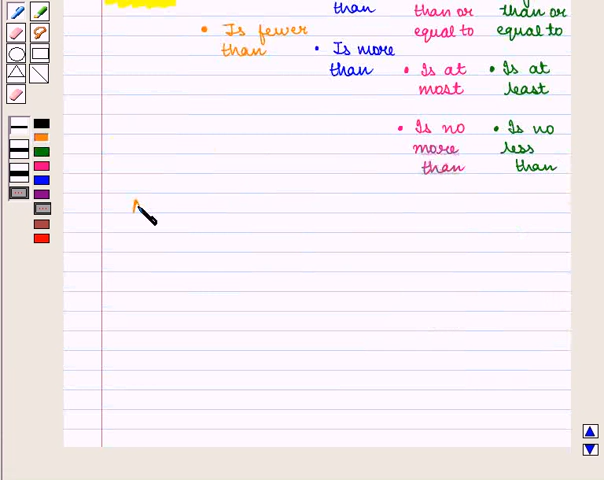 than
than or
equal to
than or
equal to
• Is fewer
than
• Is more
than
• Is at
most
• Is at
least
• Is no
more
than
• Is no
less
than